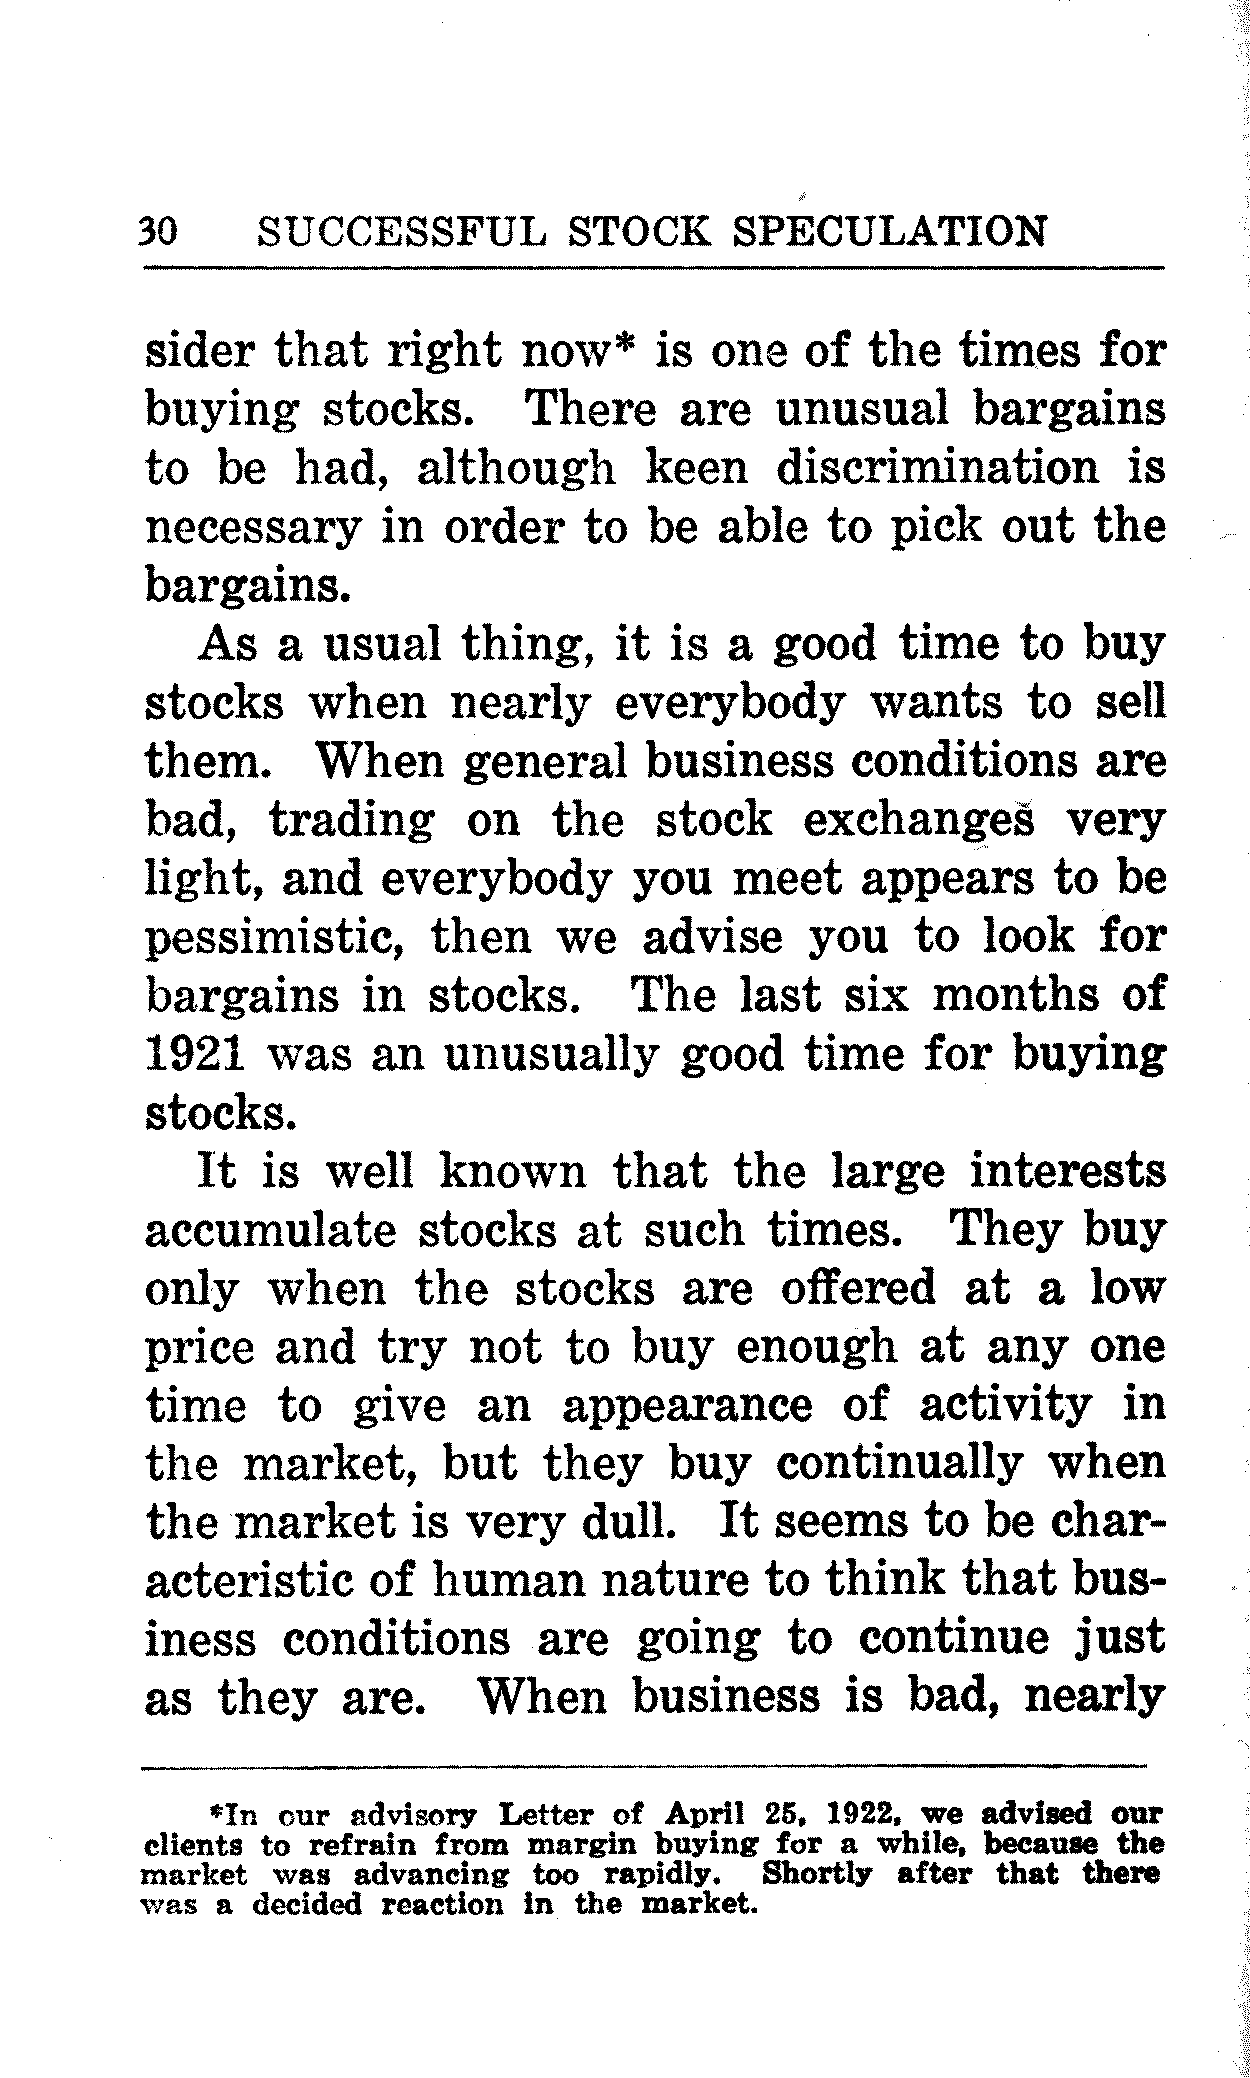 30 SUCCESSFUL STOCK SPECULATION
sider that right now* is one of the times for
buying stocks. There are unusual bargains
to be had, although keen discrimination is
necessary in order to be able to pick out the
bargains.
As a usual thing, it is a good time to buy
stocks when nearly everybody wants to sell
them. When general business conditions are
bad, trading on the stock exchanges very
light, and everybody you meet appears to be
pessimistic, then we advise you to look for
bargains in stocks. The last six months of
1921 was an unusually good time for buying
stocks.
It is well known that the large interests
accumulate stocks at such times. They buy
only when the stocks are offered at a low
price and try not to buy enough at any one
time to give an appearance of activity in
the market, but they buy continually when
the market is very dull. It seems to be char-
acteristic of human nature to think that bus-
iness conditions are going to continue just
as they are. When business is bad, nearly
*In our advisory Letter of April 25, 1922, we advised our
clients to refrain from margin buying for a while, because the
market was advancing too rapidly. Shortly after that there
was a decided reaction in the market.